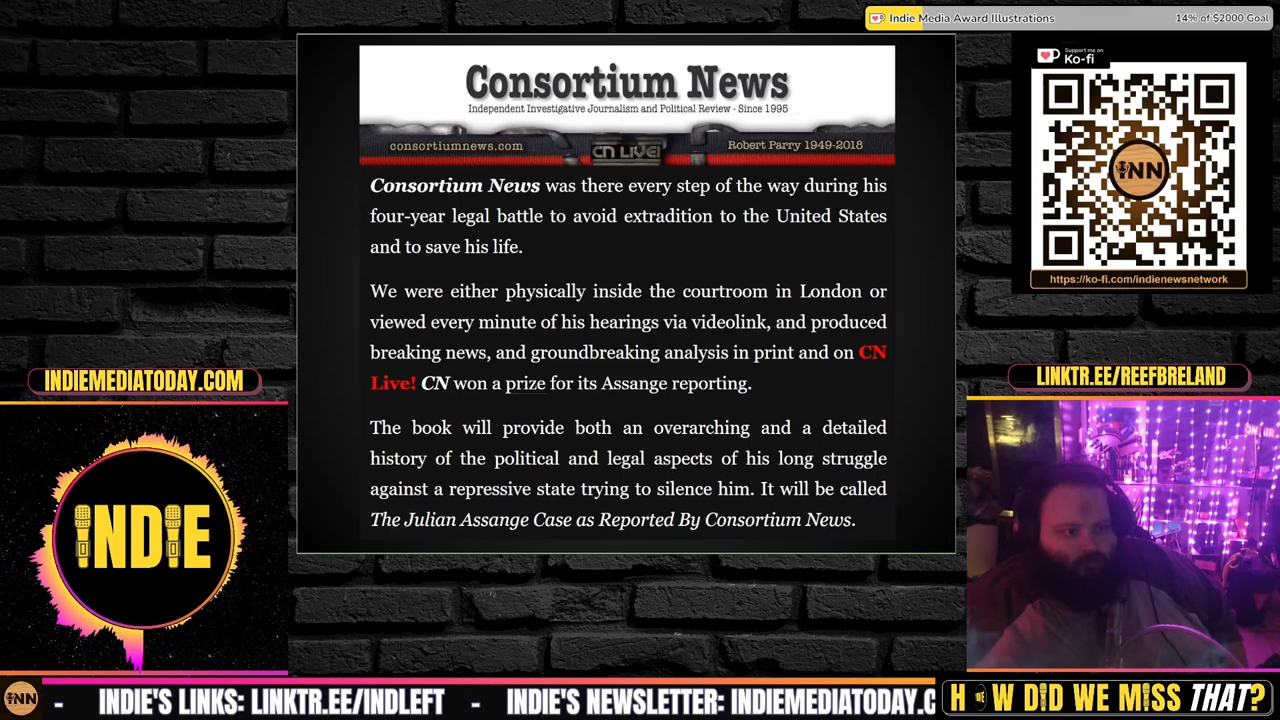 Indie Media Award Illustrations
14% of $2000 Goal
Consortium News
Independent Investigative Journalism and Political Review - Since 1995
consortiumnews.com
CN LIVE!
Robert Parry 1949-2018
Consortium News was there every step of the way during his
four-year legal battle to avoid extradition to the United States
and to save his life.
We were either physically inside the courtroom in London or
viewed every minute of his hearings via videolink, and produced
breaking news, and groundbreaking analysis in print and on CN
Live! CN won a prize for its Assange reporting.
The book will provide both an overarching and a detailed
history of the political and legal aspects of his long struggle
against a repressive state trying to silence him. It will be called
The Julian Assange Case as Reported By Consortium News.
Support me on
Ko-fi
INN
https://ko-fi.com/indienewsnetwork
INDIEMEDIATODAY.COM
LINKTR.EE/REEFBRELAND
INDIE
INN
- INDIE'S LINKS: LINKTR.EE/INDLEFT - INDIE'S NEWSLETTER: INDIEMEDIATODAY.C
HOW DID WE MISS THAT?